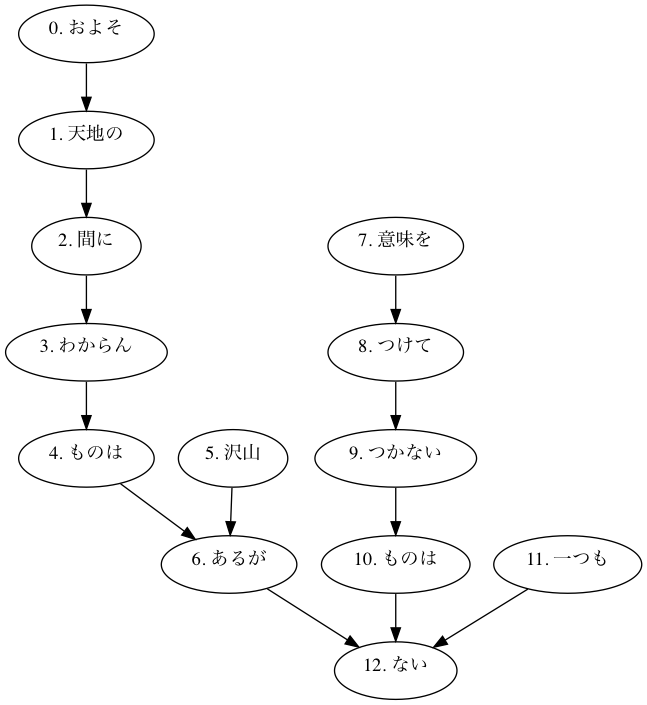 0. およそ
1. 天地の
2. 間に
7. 意味を
3. わからん
8. つけて
4. ものは
5. 沢山
9. つかない
6. あるが
10. ものは
11. 一つも
12. ない